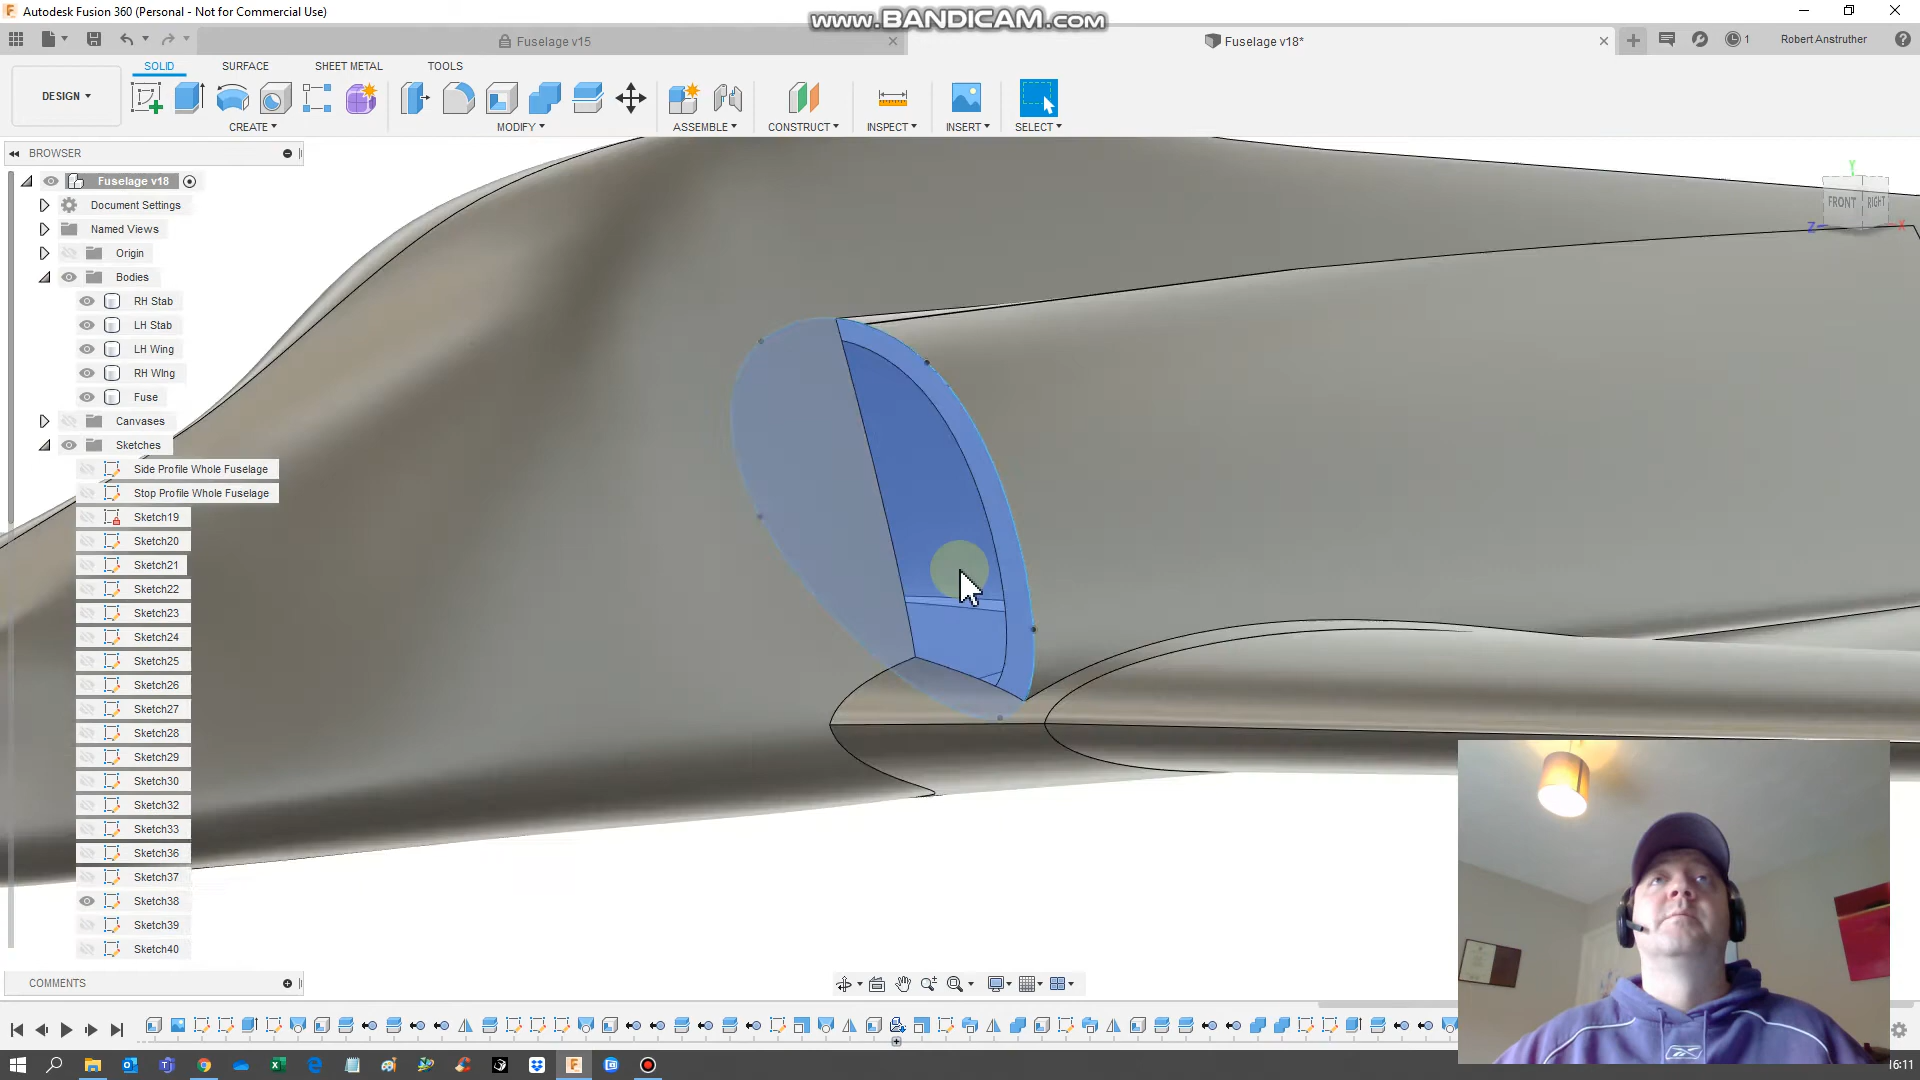 Autodesk Fusion 360 (Personal - Not for Commercial Use)
www.BANDICAM.com
Fuselage v15
Fuselage v18*
1
Robert Anstruther
SOLID
SURFACE
SHEET METAL
TOOLS
DESIGN
CREATE
MODIFY
ASSEMBLE
CONSTRUCT
INSPECT
INSERT
SELECT
BROWSER
Fuselage v18
Document Settings
Named Views
Origin
Bodies
RH Stab
LH Stab
LH Wing
RH WIng
Fuse
Canvases
Sketches
Side Profile Whole Fuselage
Stop Profile Whole Fuselage
Sketch19
Sketch20
Sketch21
Sketch22
Sketch23
Sketch24
Sketch25
Sketch26
Sketch27
Sketch28
Sketch29
Sketch30
Sketch32
Sketch33
Sketch36
Sketch37
Sketch38
Sketch39
Sketch40
Y
FRONT
RIGHT
Z
X
COMMENTS
16:11